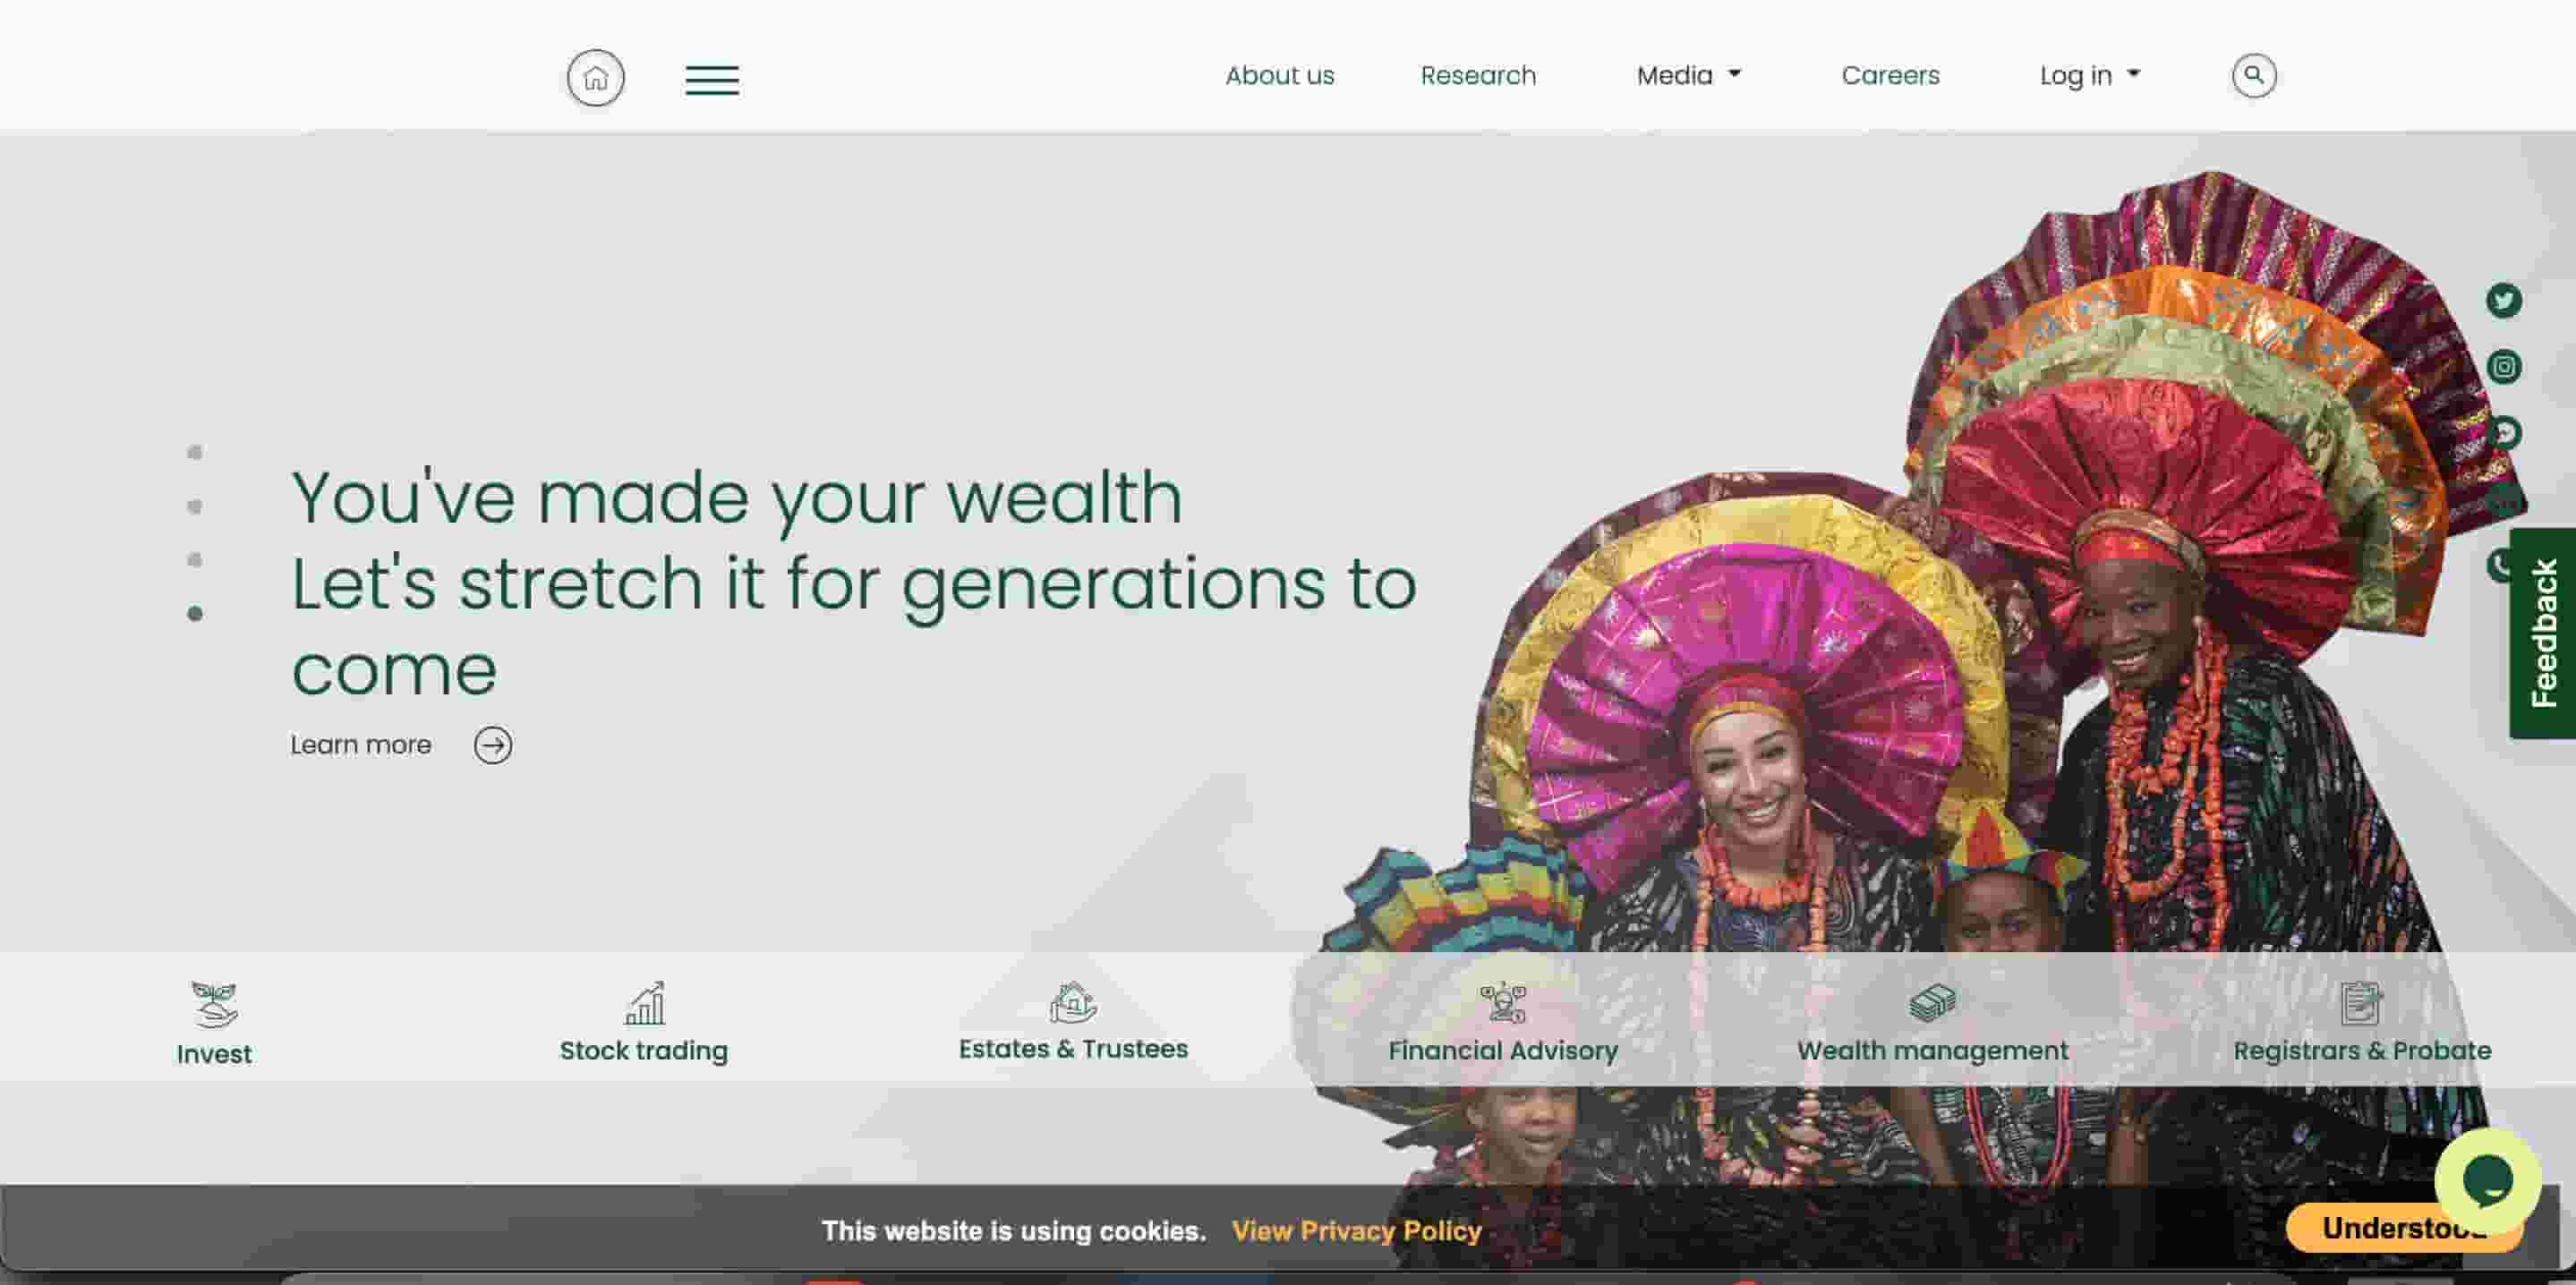 About us
Research
Media
Careers
Log in
You've made your wealth
Let's stretch it for generations to
come
Learn more
Feedback
Invest
Stock trading
Estates & Trustees
Financial Advisory
Wealth management
Registrars & Probate
This website is using cookies. View Privacy Policy